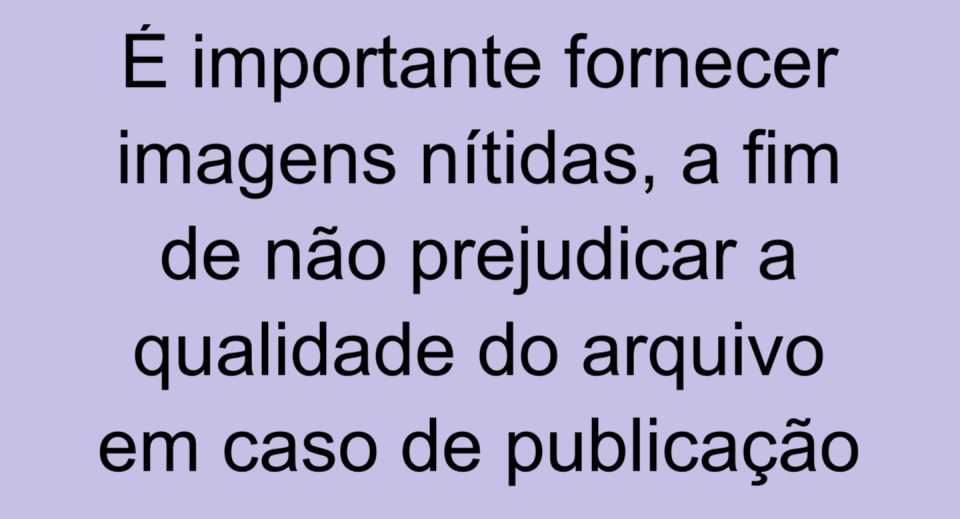 É importante fornecer
imagens nítidas, a fim
de não prejudicar a
qualidade do arquivo
em caso de publicação